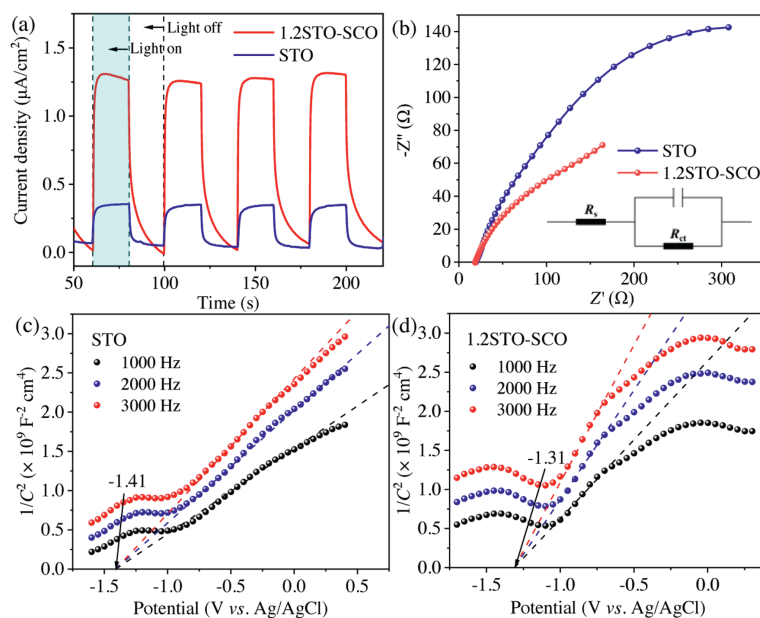 (a)
Light off
Light on
1.2STO-SCO
STO
Current density (μA/cm²)
1.5
1.0
0.5
0.0
50
100
150
200
Time (s)
(b)
-Z'' (Ω)
140
120
100
80
60
40
20
0
STO
1.2STO-SCO
Rs
Rct
0
100
200
300
Z' (Ω)
(c)
STO
1000 Hz
2000 Hz
3000 Hz
-1.41
1/C² (× 10⁹ F⁻² cm⁻⁴)
3.0
2.5
2.0
1.5
1.0
0.5
0.0
-1.5
-1.0
-0.5
0.0
0.5
Potential (V vs. Ag/AgCl)
(d)
1.2STO-SCO
1000 Hz
2000 Hz
3000 Hz
-1.31
1/C² (× 10⁹ F⁻² cm⁻⁴)
3.0
2.5
2.0
1.5
1.0
0.5
0.0
-1.5
-1.0
-0.5
0.0
Potential (V vs. Ag/AgCl)